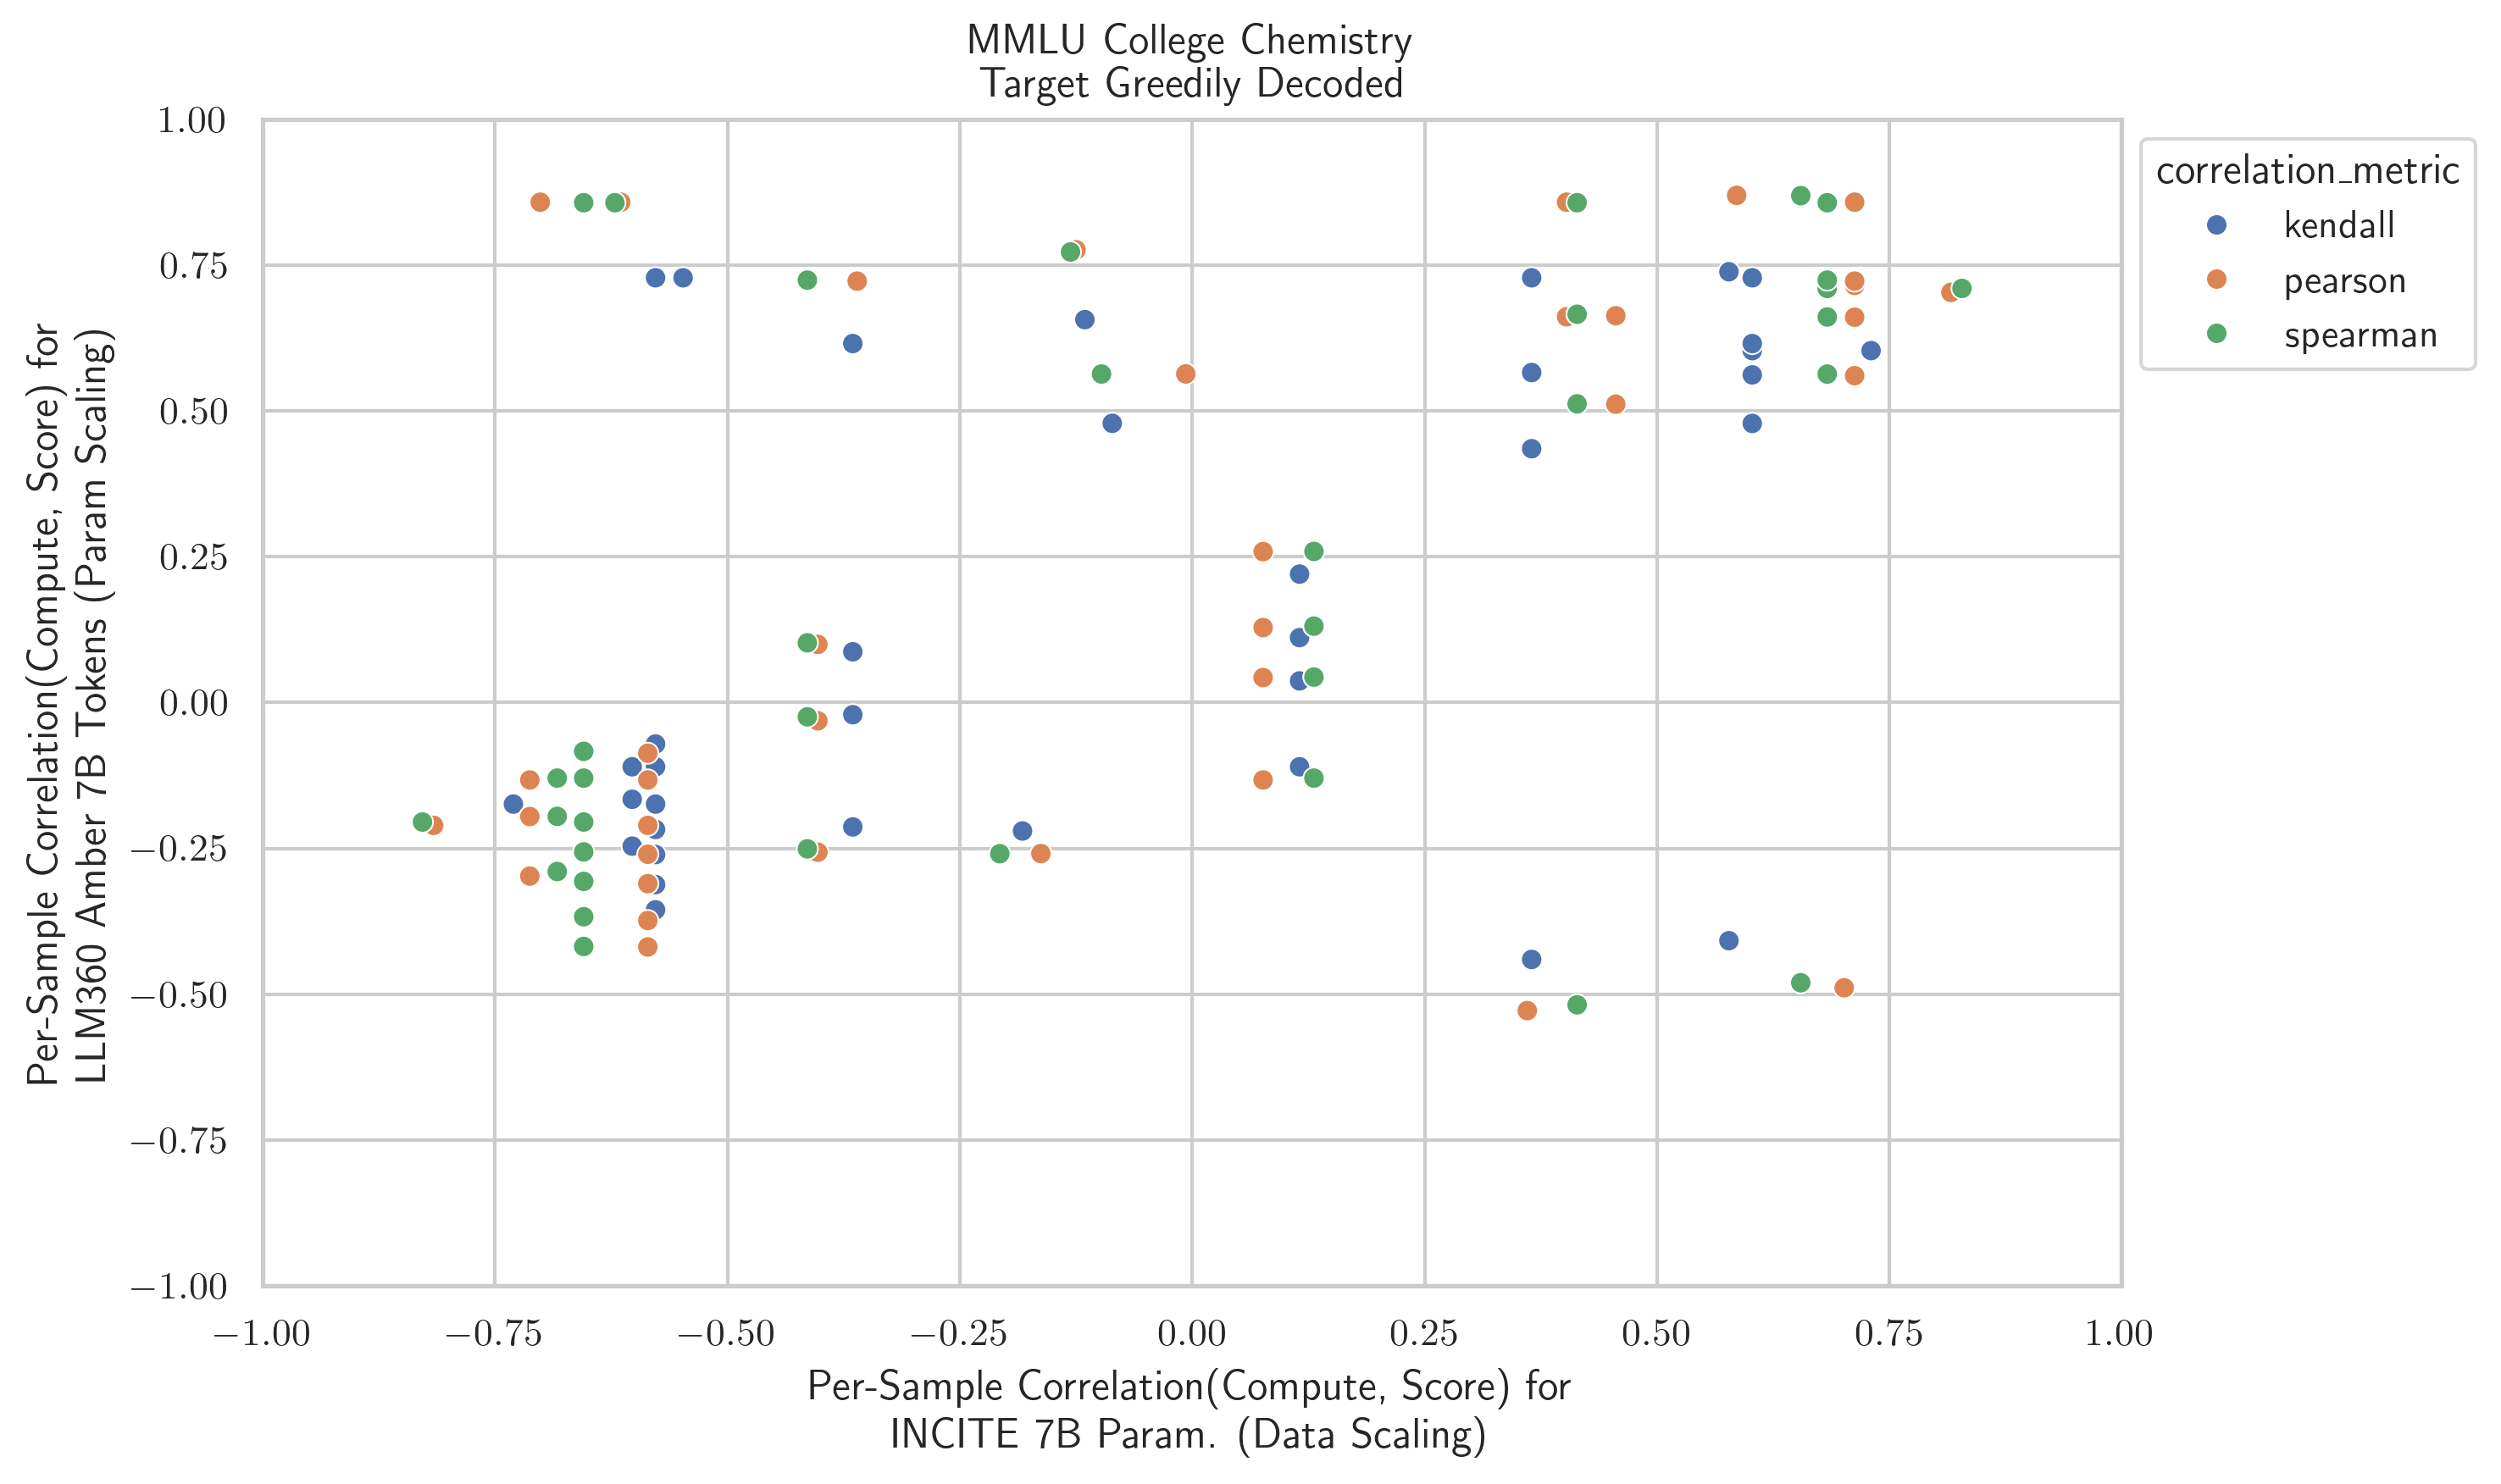 MMLU College Chemistry
Target Greedily Decoded
Per-Sample Correlation(Compute, Score) for
LLM360 Amber 7B Tokens (Param Scaling)
1.00
0.75
0.50
0.25
0.00
−0.25
−0.50
−0.75
−1.00
correlation_metric
kendall
pearson
spearman
−1.00 −0.75 −0.50 −0.25 0.00 0.25 0.50 0.75 1.00
Per-Sample Correlation(Compute, Score) for
INCITE 7B Param. (Data Scaling)